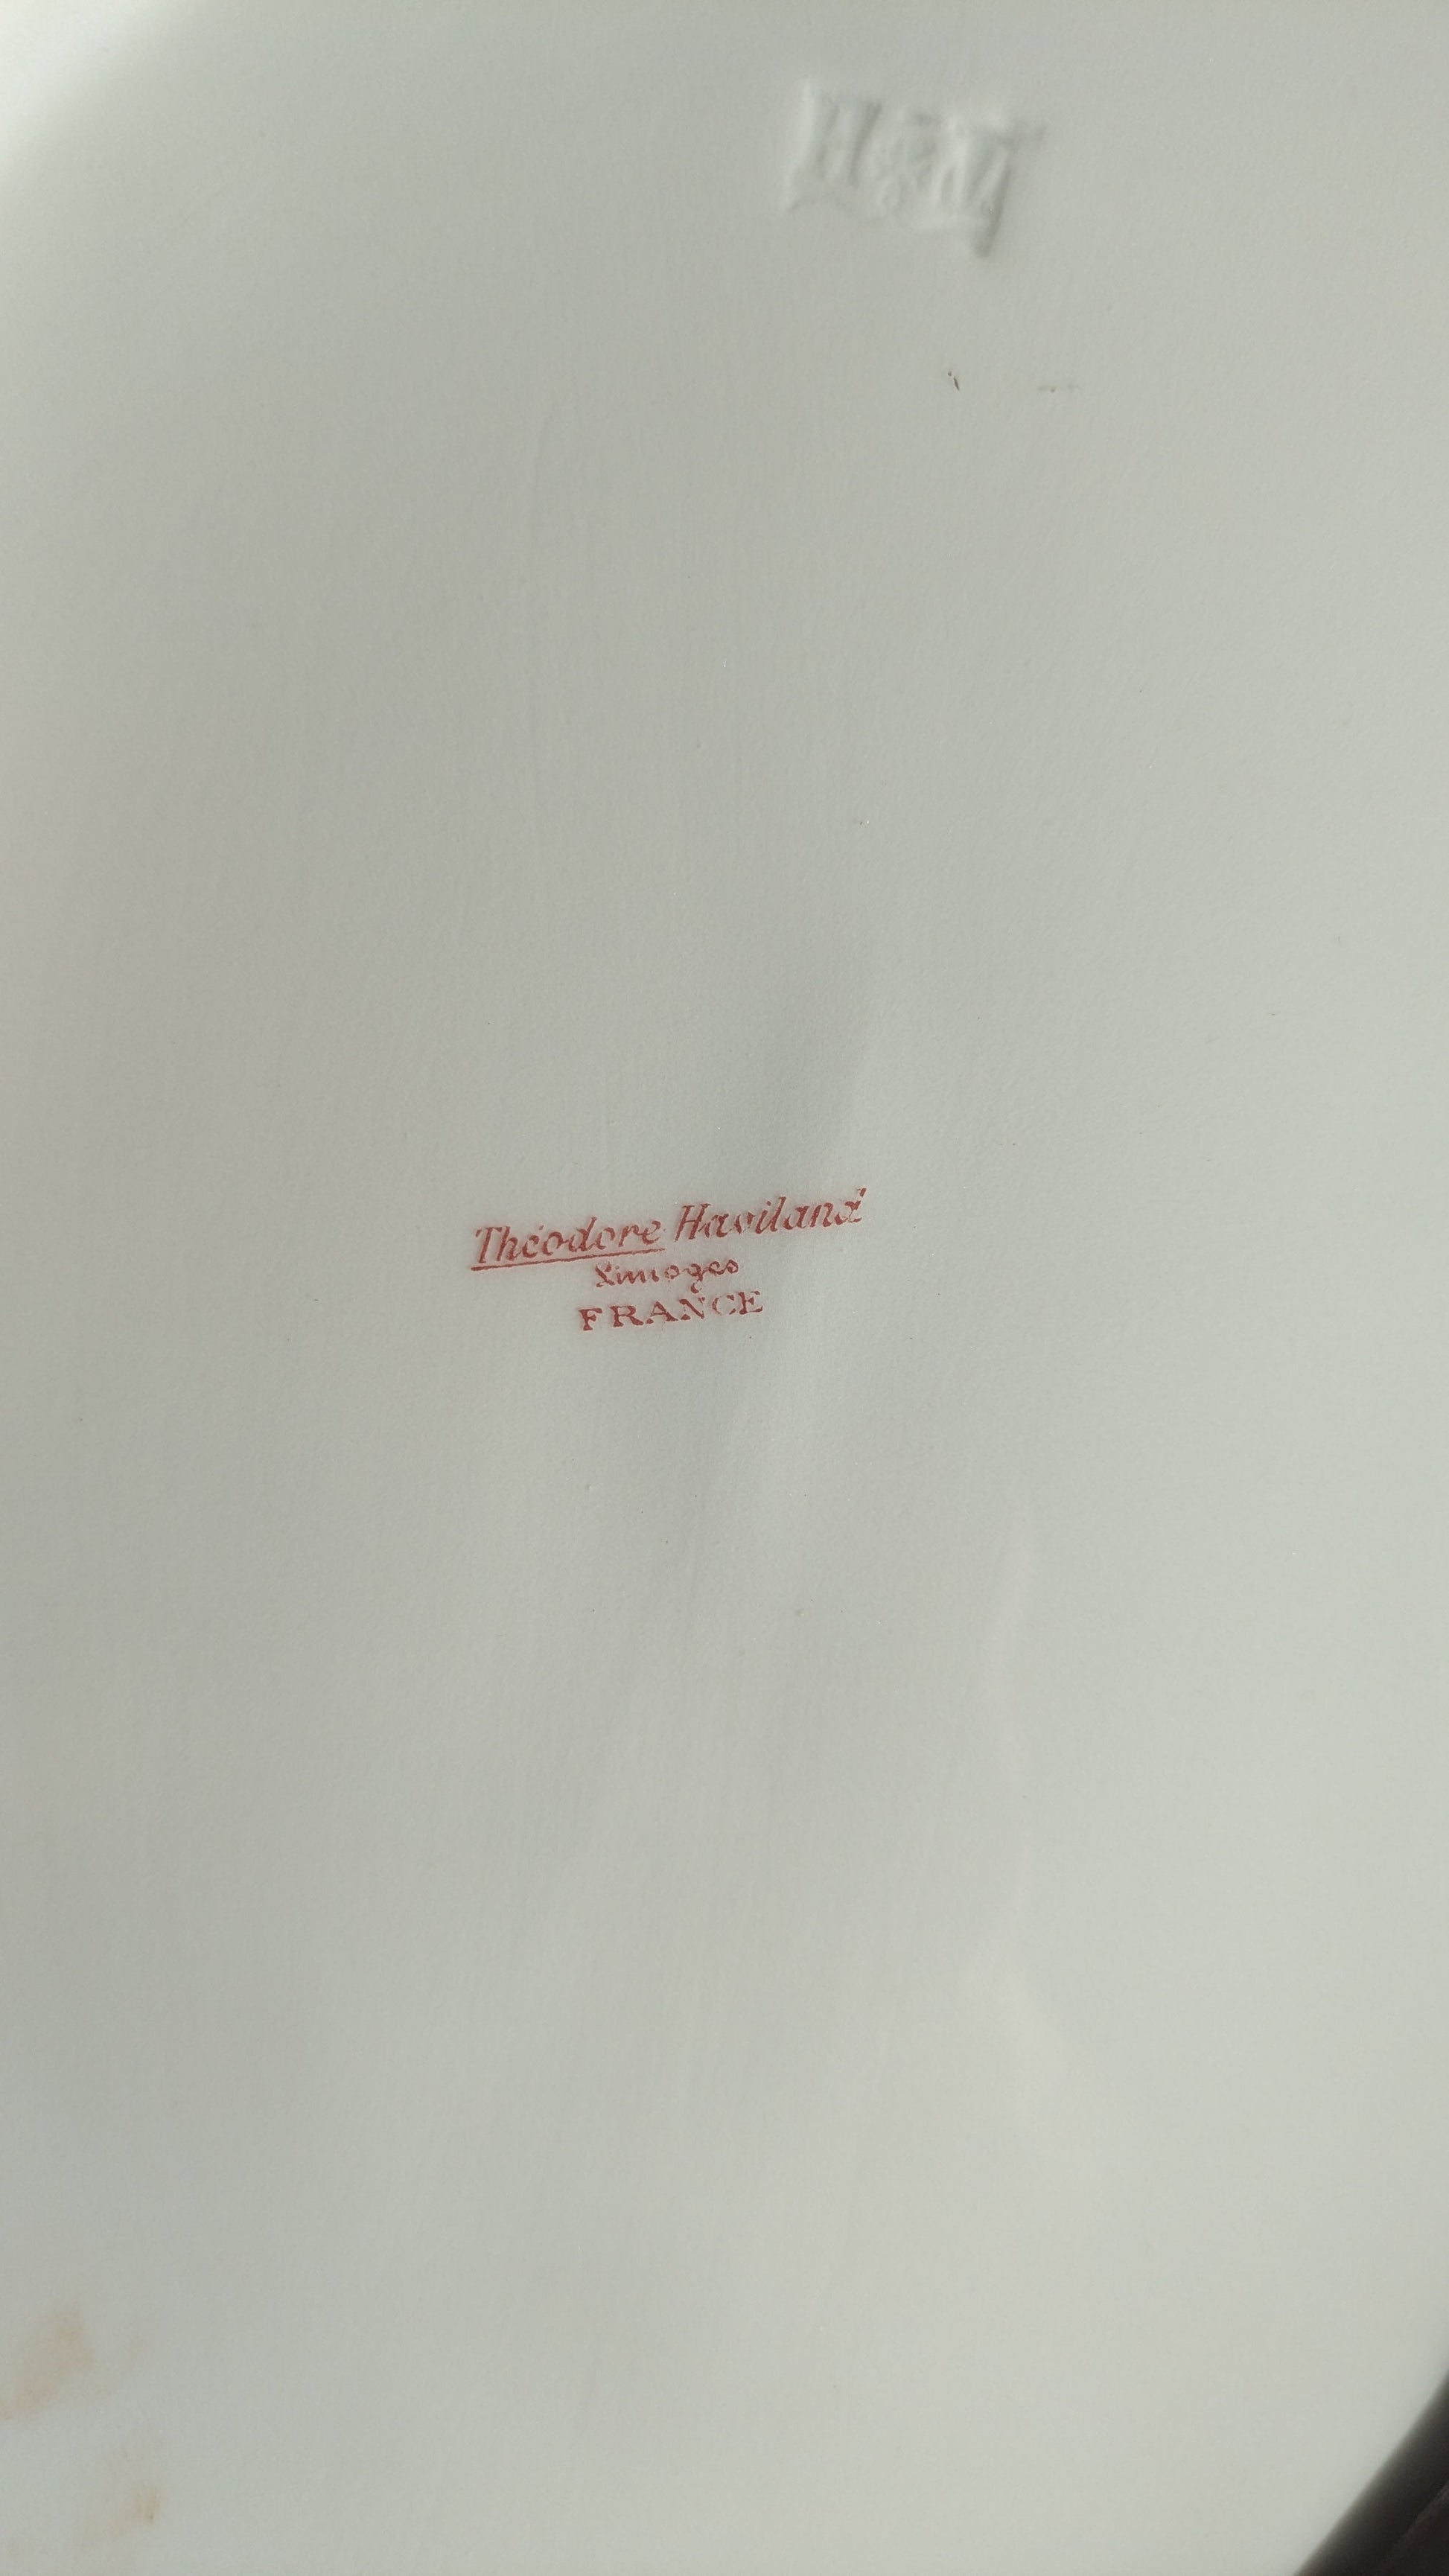 Théodore Haviland
Limoges
FRANCE